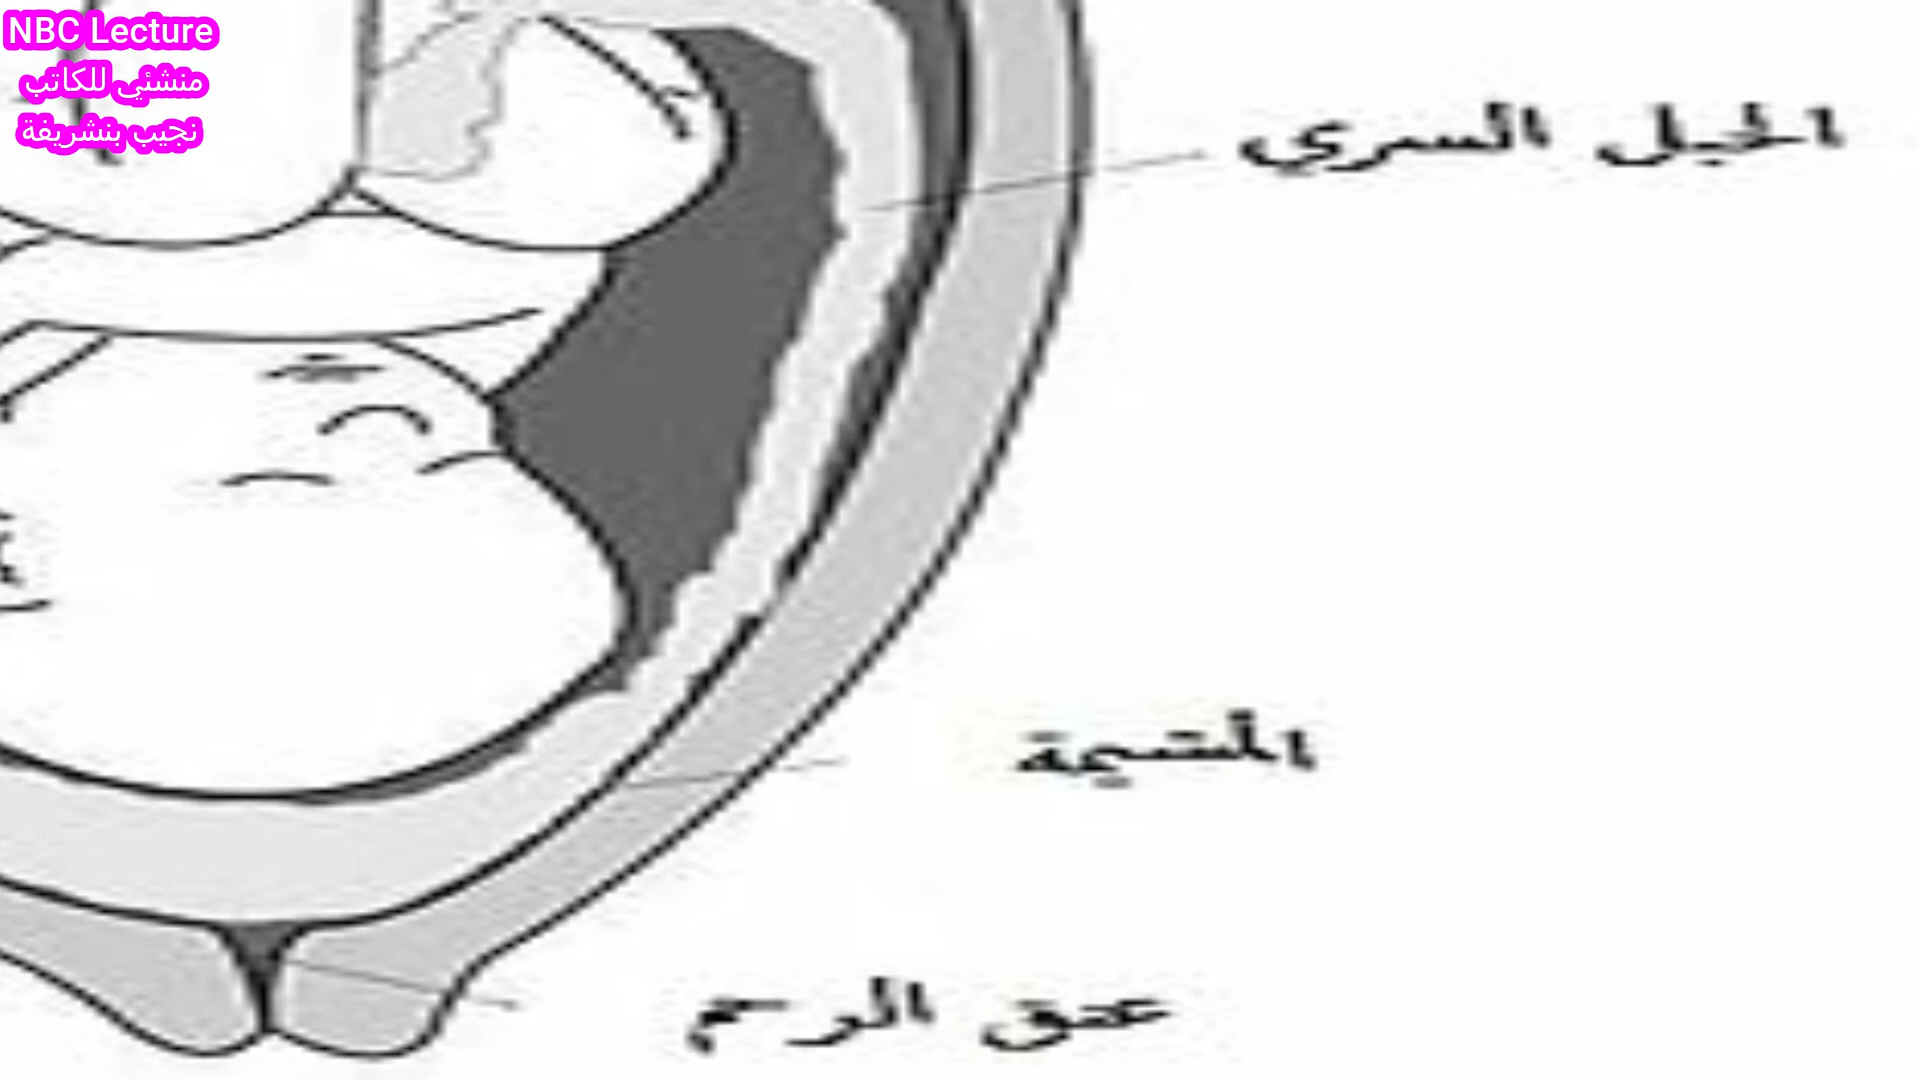 NBC Lecture
منشئي للكاتب
نجيب بنشريفة
الحبل السري
المشيمة
عنق الرحم